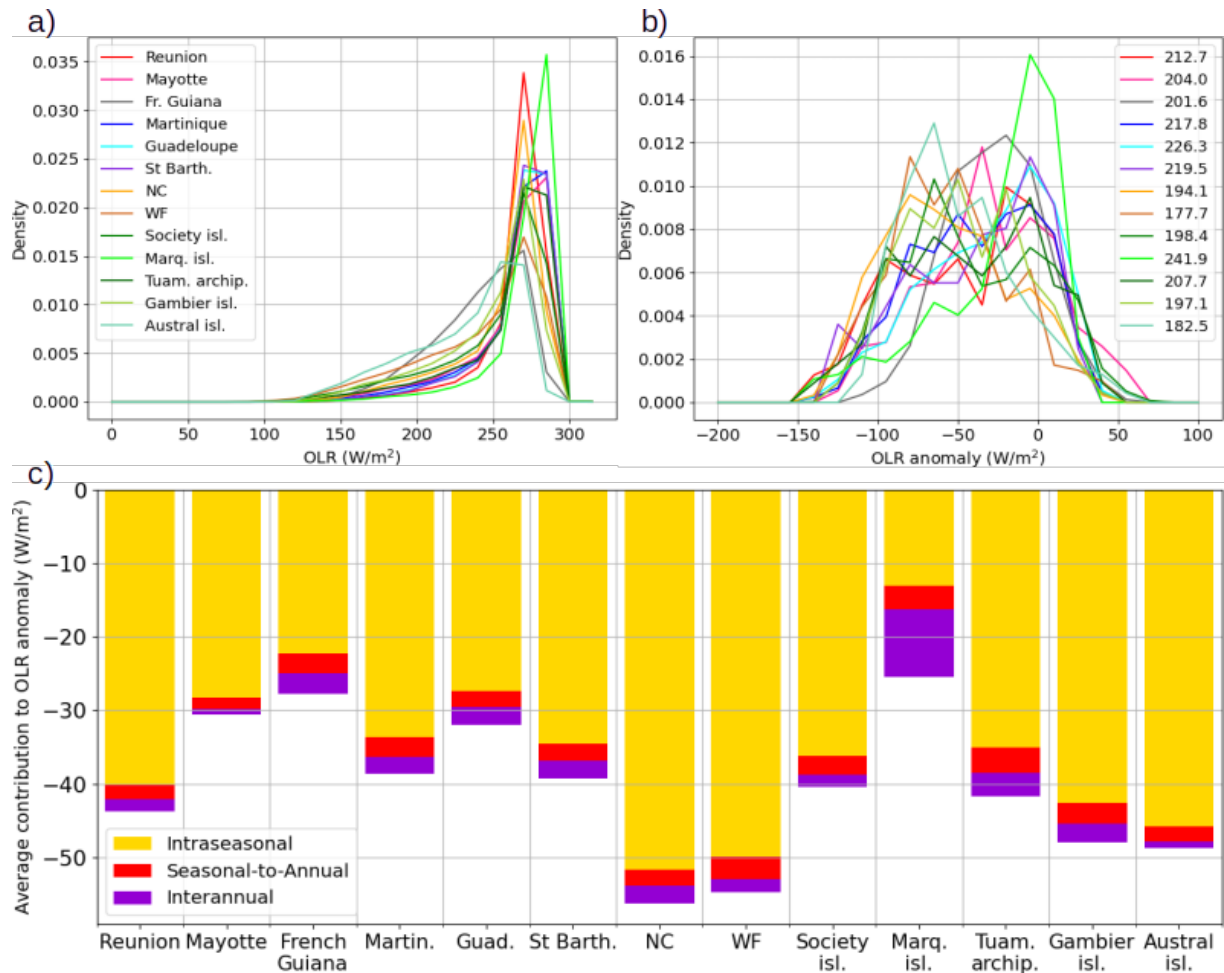 a)
0.035
0.030
0.025
0.020
0.015
0.010
0.005
0.000
Density
Reunion
Mayotte
Fr. Guiana
Martinique
Guadeloupe
St Barth.
NC
WF
Society isl.
Marq. isl.
Tuam. archip.
Gambier isl.
Austral isl.
0 50 100 150 200 250 300
OLR (W/m²)
b)
0.016
0.014
0.012
0.010
0.008
0.006
0.004
0.002
0.000
Density
212.7
204.0
201.6
217.8
226.3
219.5
194.1
177.7
198.4
241.9
207.7
197.1
182.5
−200 −150 −100 −50 0 50 100
OLR anomaly (W/m²)
c)
0
−10
−20
−30
−40
−50
Average contribution to OLR anomaly (W/m²)
Intraseasonal
Seasonal-to-Annual
Interannual
Reunion Mayotte French Martin. Guad. St Barth. NC WF Society Marq. Tuam. Gambier Austral
Guiana isl. isl. archip. isl. isl.